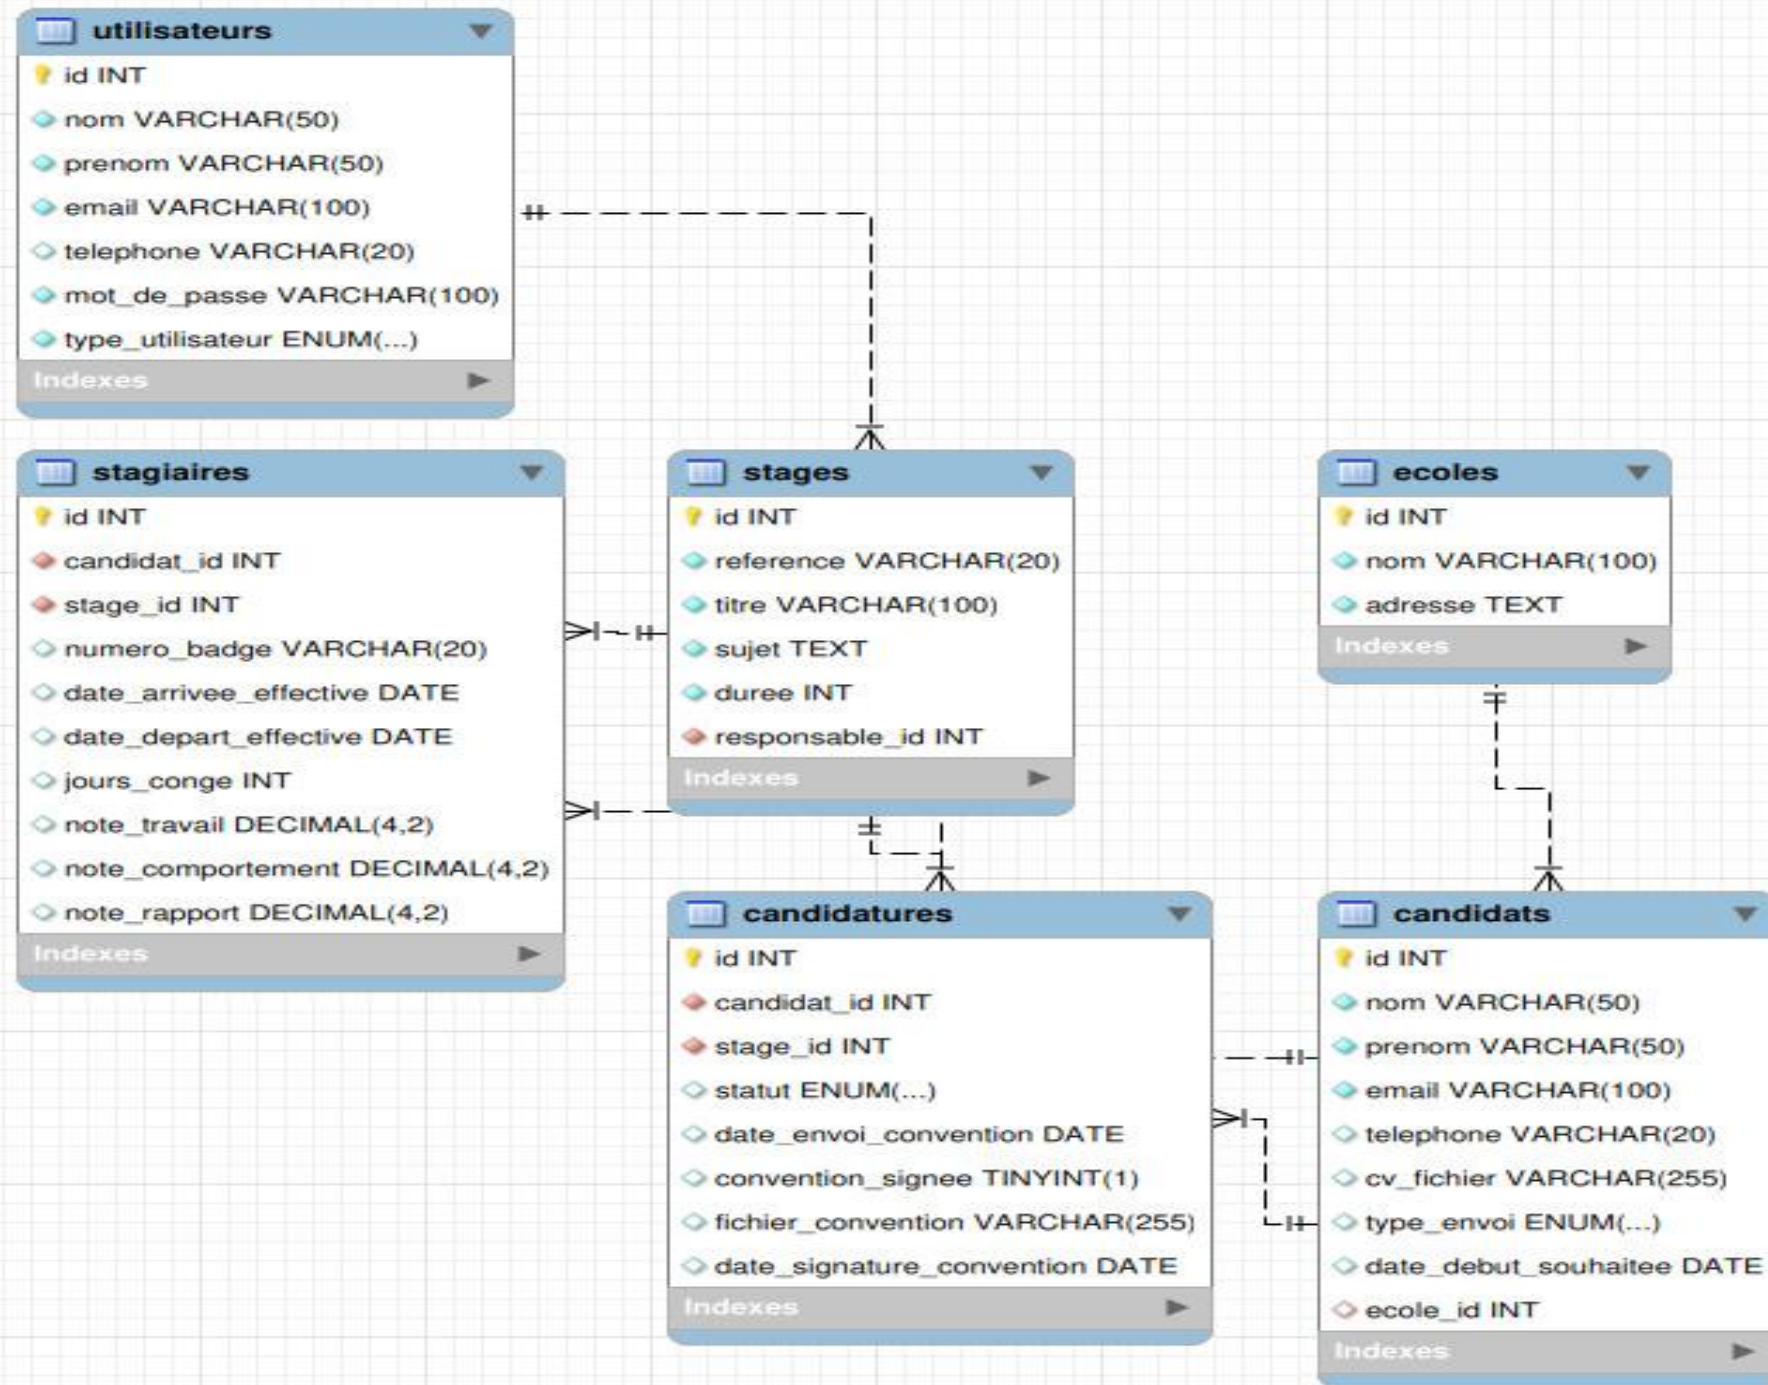 utilisateurs
id INT
nom VARCHAR(50)
prenom VARCHAR(50)
email VARCHAR(100)
telephone VARCHAR(20)
mot_de_passe VARCHAR(100)
type_utilisateur ENUM(...)
Indexes
stagiaires
id INT
candidat_id INT
stage_id INT
numero_badge VARCHAR(20)
date_arrivee_effective DATE
date_depart_effective DATE
jours_conge INT
note_travail DECIMAL(4,2)
note_comportement DECIMAL(4,2)
note_rapport DECIMAL(4,2)
Indexes
stages
id INT
reference VARCHAR(20)
titre VARCHAR(100)
sujet TEXT
duree INT
responsable_id INT
Indexes
ecoles
id INT
nom VARCHAR(100)
adresse TEXT
Indexes
candidatures
id INT
candidat_id INT
stage_id INT
statut ENUM(...)
date_envoi_convention DATE
convention_signee TINYINT(1)
fichier_convention VARCHAR(255)
date_signature_convention DATE
Indexes
candidats
id INT
nom VARCHAR(50)
prenom VARCHAR(50)
email VARCHAR(100)
telephone VARCHAR(20)
cv_fichier VARCHAR(255)
type_envoi ENUM(...)
date_debut_souhaitee DATE
ecole_id INT
Indexes